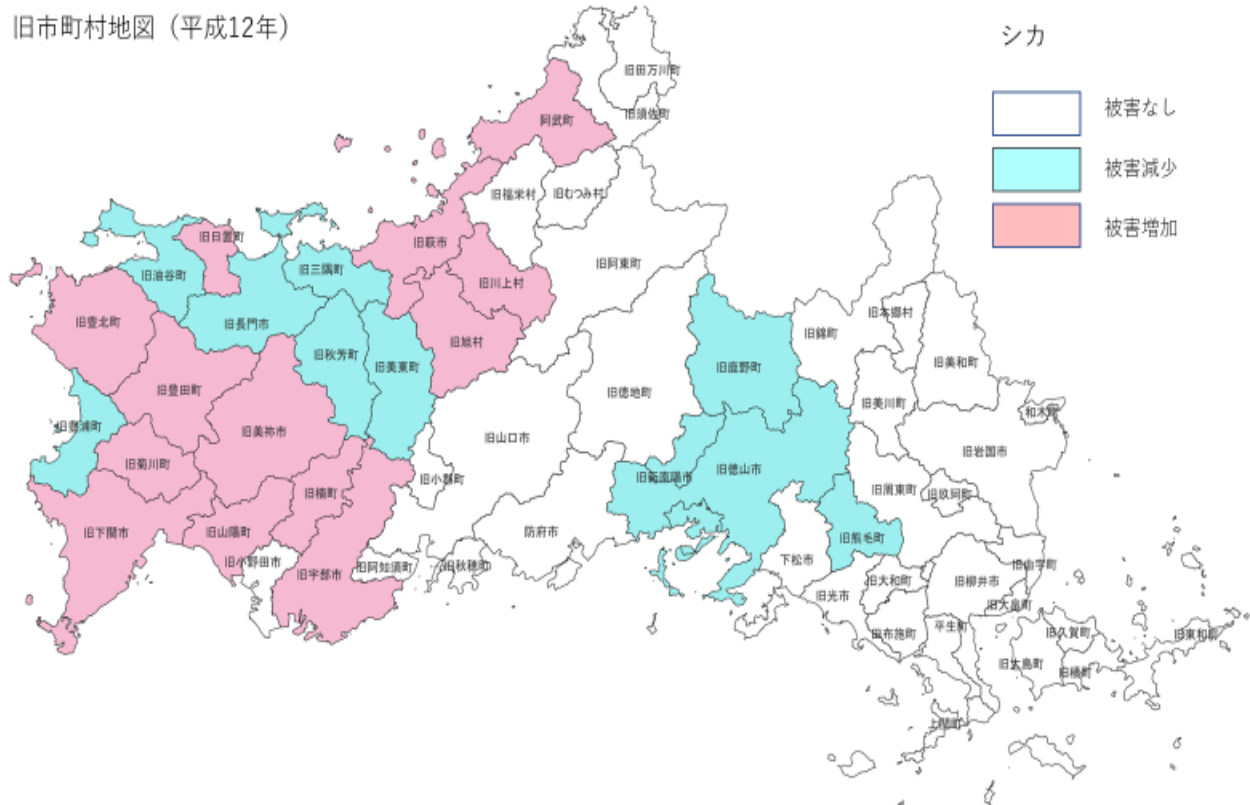 旧市町村地図（平成12年）
シカ
被害なし
被害減少
被害増加
旧田万川町
旧須佐町
阿武町
旧福栄村
旧むつみ村
旧日置町
旧萩市
旧三隅町
旧阿東町
旧油谷町
旧川上村
旧豊北町
旧長門市
旧本郷村
旧錦町
旧旭村
旧秋芳町
旧美東町
旧鹿野町
旧美和町
旧豊田町
旧徳地町
旧美川町
和木町
旧豊浦町
旧美祢市
旧山口市
旧岩国市
旧菊川町
旧徳山市
旧新南陽市
旧小郡町
旧周東町
旧玖珂町
旧楠町
旧下関市
旧山陽町
防府市
旧熊毛町
旧小野田市
旧宇部市
旧阿知須町
旧秋穂町
下松市
旧由宇町
旧大和町
旧柳井市
旧光市
旧大畠町
旧布施町
平生町
旧久賀町
旧東和町
旧大島町
旧橘町
上関町